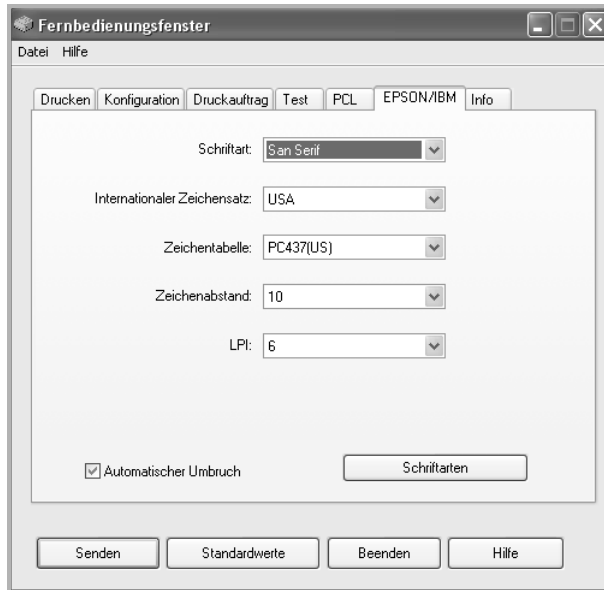 Fernbedienungsfenster
Datei Hilfe
Drucken Konfiguration Druckauftrag Test PCL EPSON/IBM Info
Schriftart: San Serif
Internationaler Zeichensatz: USA
Zeichentabelle: PC437(US)
Zeichenabstand: 10
LPI: 6
Automatischer Umbruch Schriftarten
Senden Standardwerte Beenden Hilfe